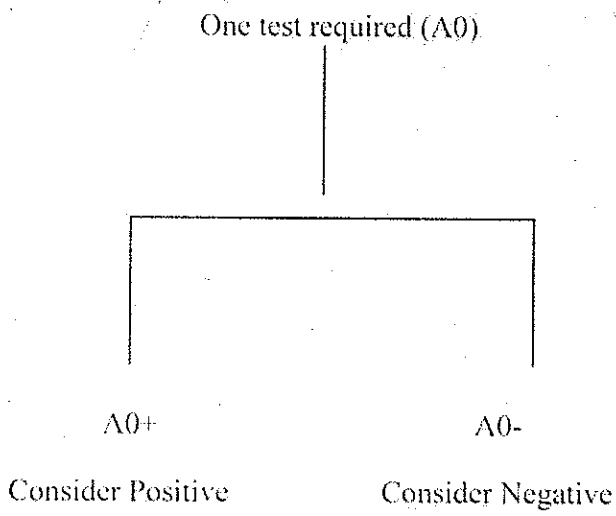 One test required (A0)
A0+ A0-
Consider Positive Consider Negative